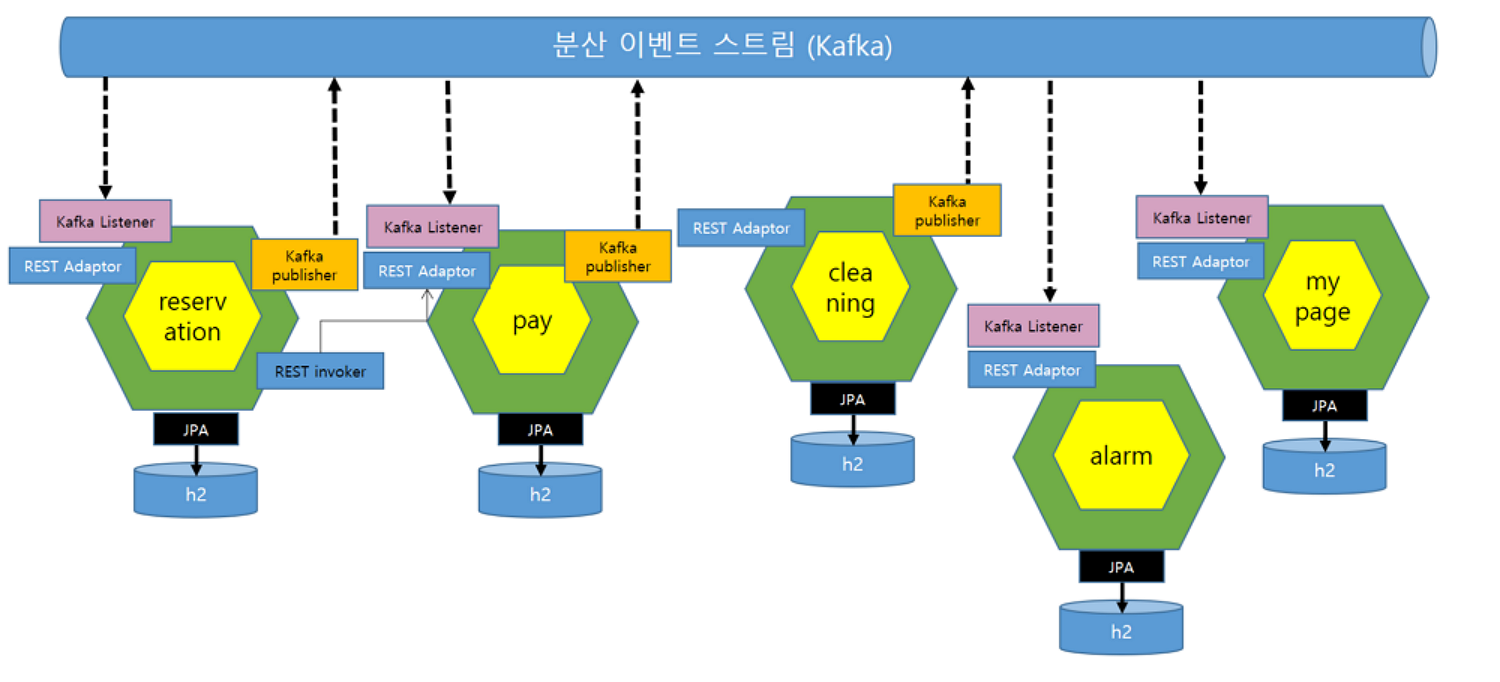 분산 이벤트 스트림 (Kafka)
Kafka Listener
REST Adaptor
Kafka
publisher
reserv
ation
REST invoker
JPA
h2
Kafka Listener
REST Adaptor
Kafka
publisher
pay
JPA
h2
REST Adaptor
Kafka
publisher
clea
ning
JPA
h2
Kafka Listener
REST Adaptor
alarm
JPA
h2
Kafka Listener
REST Adaptor
my
page
JPA
h2